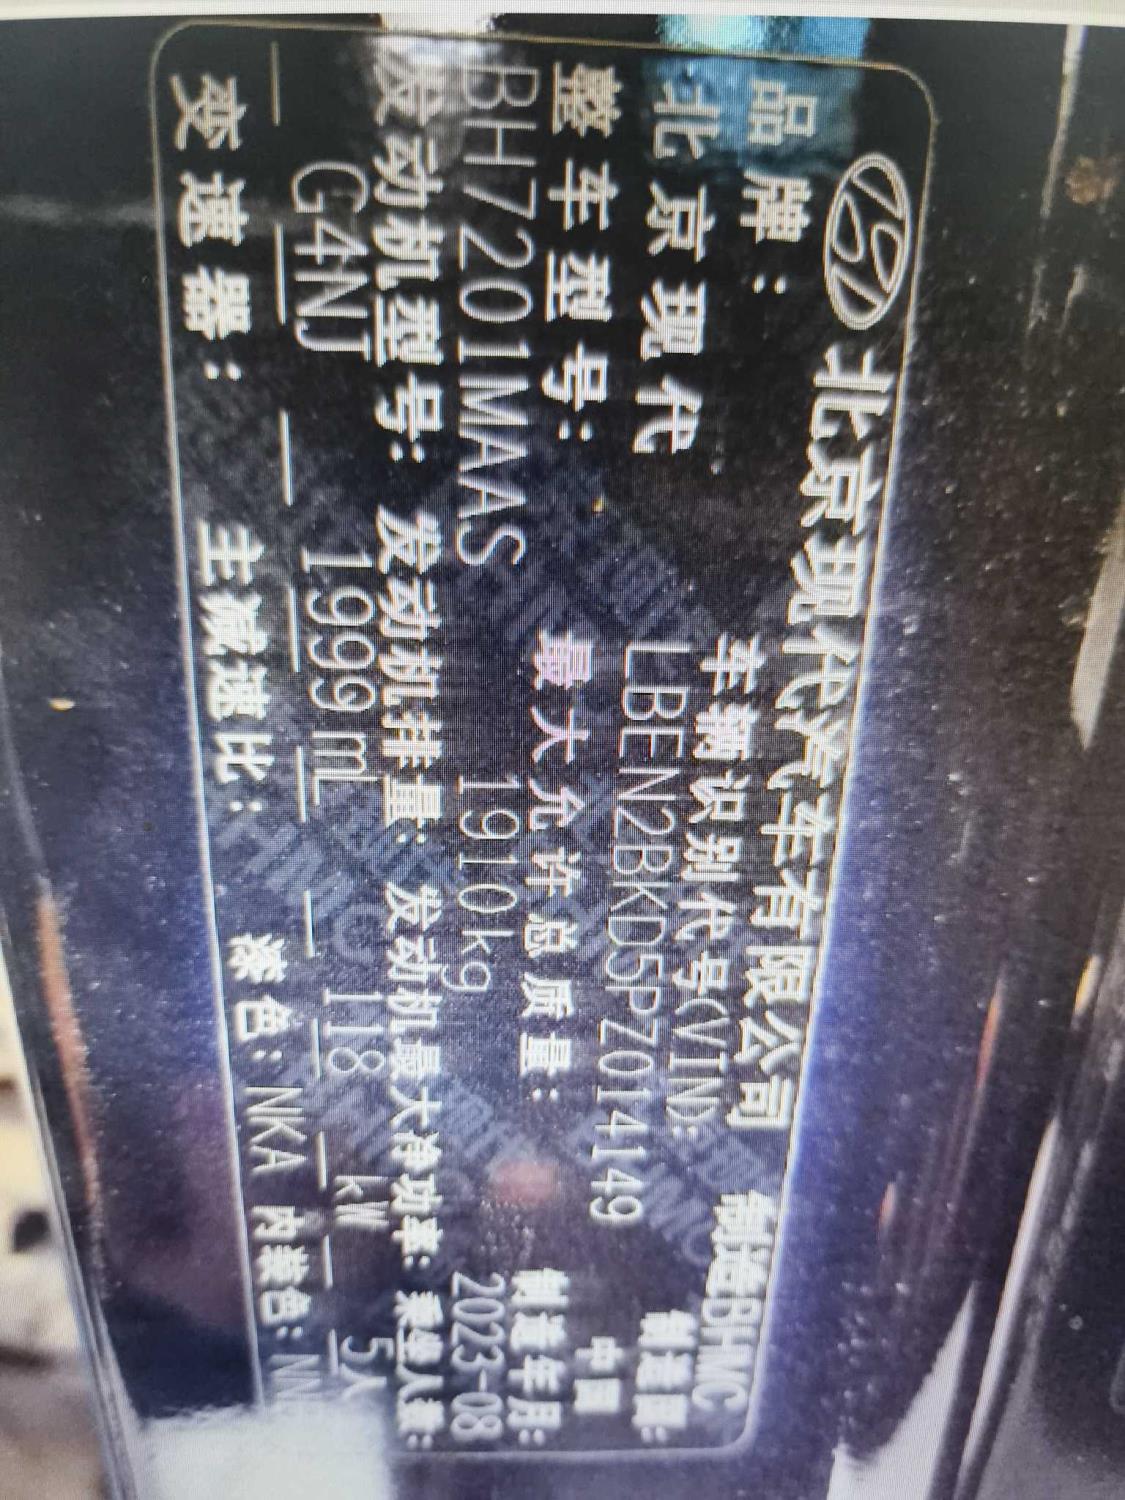 北京现代汽车有限公司 制造BHMC
品牌： 车辆识别代号(VIN): 制造国:
北京现代 LBEN2BKD5PZ014149 中国
整车型号: 最大允许总质量: 制造年月:
BH7201MAAS 1910kg 2023-08
发动机型号: 发动机排量: 发动机最大净功率: 乘坐人数:
G4NJ 1999mL 118 kW 5人
变速器： 主减速比： 漆色：NKA 内装色：